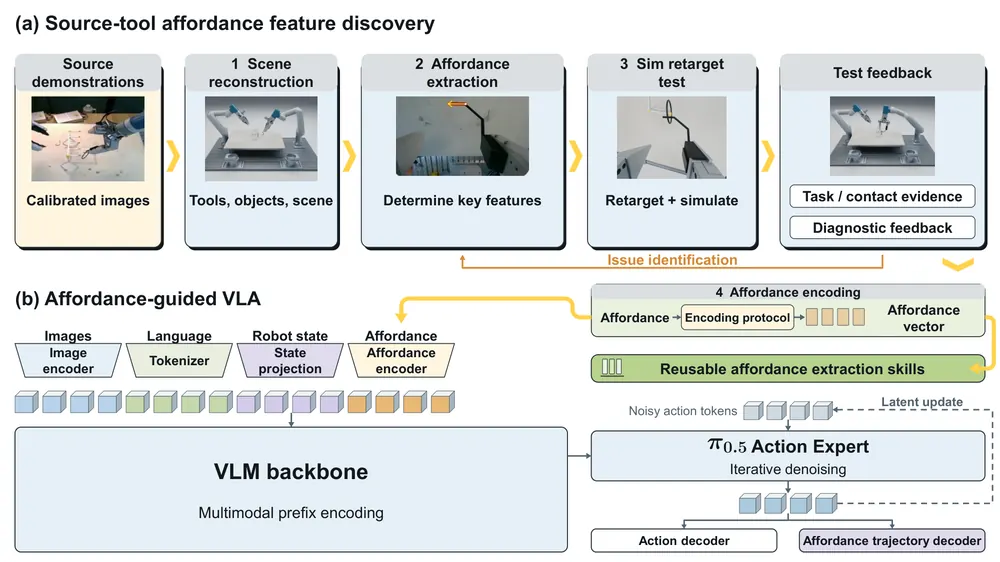 (a) Source-tool affordance feature discovery
Source
demonstrations
Calibrated images
1 Scene
reconstruction
Tools, objects, scene
2 Affordance
extraction
Determine key features
3 Sim retarget
test
Retarget + simulate
Test feedback
Task / contact evidence
Diagnostic feedback
Issue identification
(b) Affordance-guided VLA
4 Affordance encoding
Affordance
Encoding protocol
Affordance
vector
Reusable affordance extraction skills
Images
Image
encoder
Language
Tokenizer
Robot state
State
projection
Affordance
Affordance
encoder
VLM backbone
Multimodal prefix encoding
Noisy action tokens
Latent update
π0.5 Action Expert
Iterative denoising
Action decoder
Affordance trajectory decoder